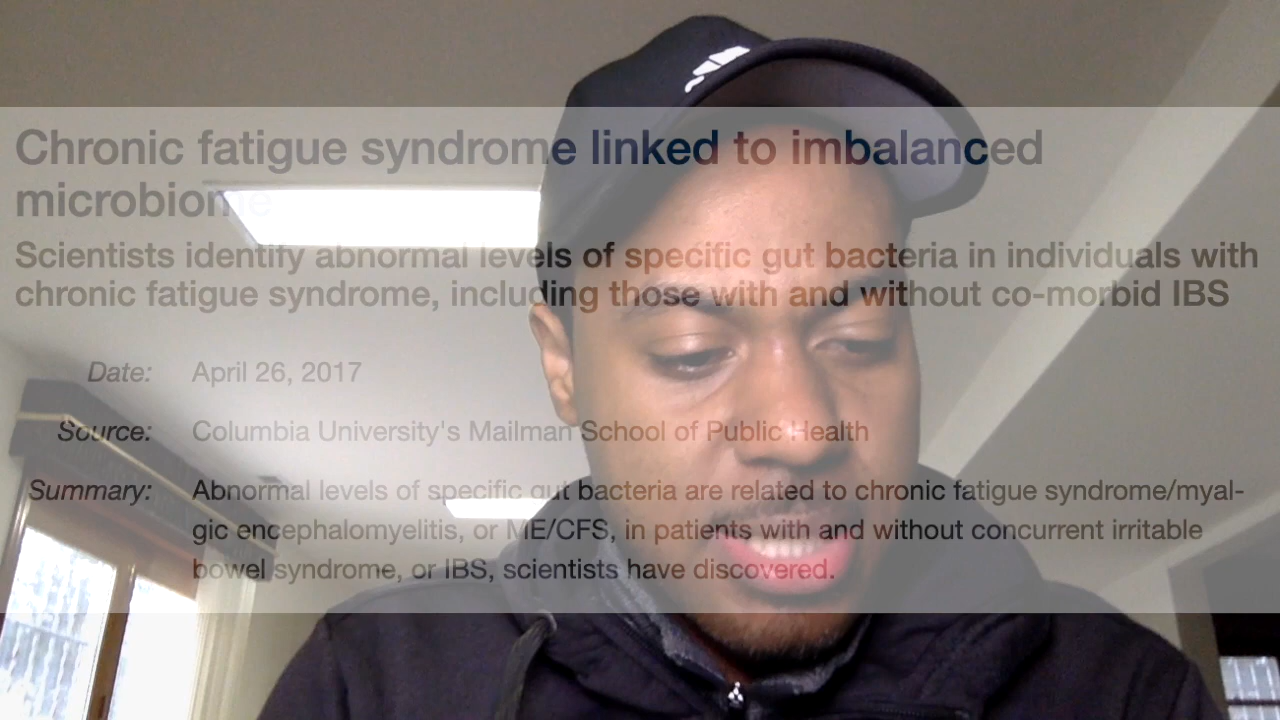 Chronic fatigue syndrome linked to imbalanced
microbiome
Scientists identify abnormal levels of specific gut bacteria in individuals with
chronic fatigue syndrome, including those with and without co-morbid IBS
Date: April 26, 2017
Source: Columbia University's Mailman School of Public Health
Summary: Abnormal levels of specific gut bacteria are related to chronic fatigue syndrome/myal-
gic encephalomyelitis, or ME/CFS, in patients with and without concurrent irritable
bowel syndrome, or IBS, scientists have discovered.